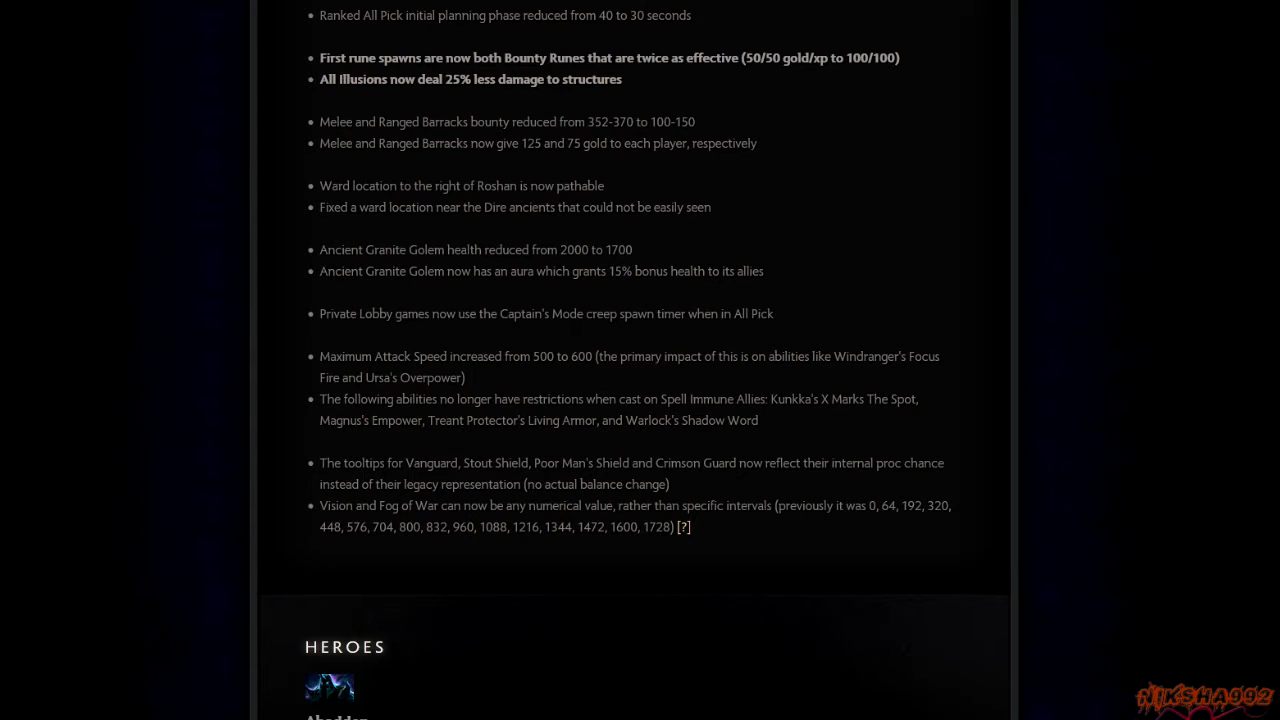 • Ranked All Pick initial planning phase reduced from 40 to 30 seconds
• First rune spawns are now both Bounty Runes that are twice as effective (50/50 gold/xp to 100/100)
• All Illusions now deal 25% less damage to structures
• Melee and Ranged Barracks bounty reduced from 352-370 to 100-150
• Melee and Ranged Barracks now give 125 and 75 gold to each player, respectively
• Ward location to the right of Roshan is now pathable
• Fixed a ward location near the Dire ancients that could not be easily seen
• Ancient Granite Golem health reduced from 2000 to 1700
• Ancient Granite Golem now has an aura which grants 15% bonus health to its allies
• Private Lobby games now use the Captain's Mode creep spawn timer when in All Pick
• Maximum Attack Speed increased from 500 to 600 (the primary impact of this is on abilities like Windranger's Focus
Fire and Ursa's Overpower)
• The following abilities no longer have restrictions when cast on Spell Immune Allies: Kunkka's X Marks The Spot,
Magnus's Empower, Treant Protector's Living Armor, and Warlock's Shadow Word
• The tooltips for Vanguard, Stout Shield, Poor Man's Shield and Crimson Guard now reflect their internal proc chance
instead of their legacy representation (no actual balance change)
• Vision and Fog of War can now be any numerical value, rather than specific intervals (previously it was 0, 64, 192, 320,
448, 576, 704, 800, 832, 960, 1088, 1216, 1344, 1472, 1600, 1728) [?]
HEROES
Abaddon
NIKSHA992